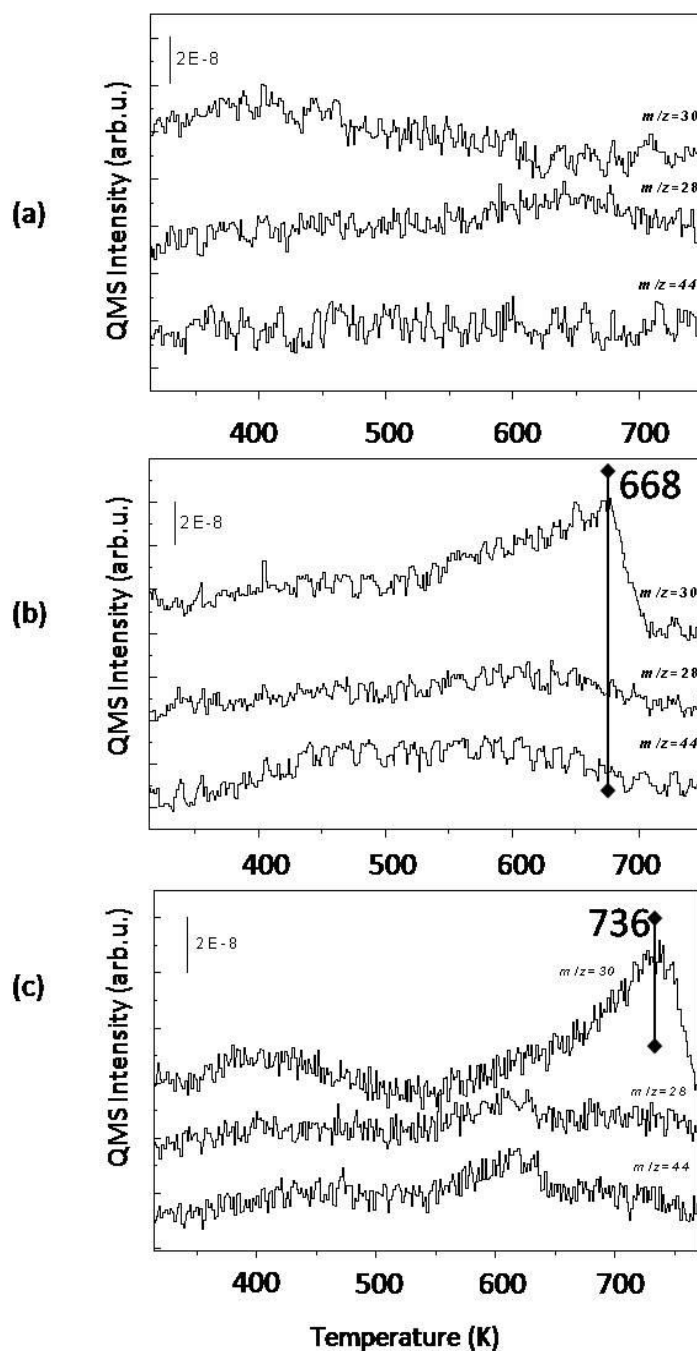 (a)
QMS Intensity (arb.u.)
2E-8
m/z=30
m/z=28
m/z=44
400 500 600 700
(b)
QMS Intensity (arb.u.)
2E-8
668
m/z=30
m/z=28
m/z=44
400 500 600 700
(c)
QMS Intensity (arb.u.)
2E-8
736
m/z=30
m/z=28
m/z=44
400 500 600 700
Temperature (K)